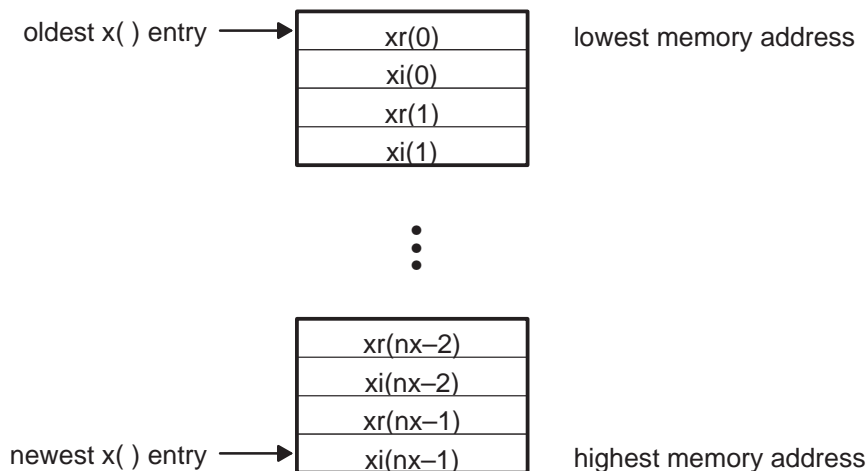 oldest x( ) entry xr(0) lowest memory address
xi(0)
xr(1)
xi(1)
xr(nx–2)
xi(nx–2)
xr(nx–1)
newest x( ) entry xi(nx–1) highest memory address